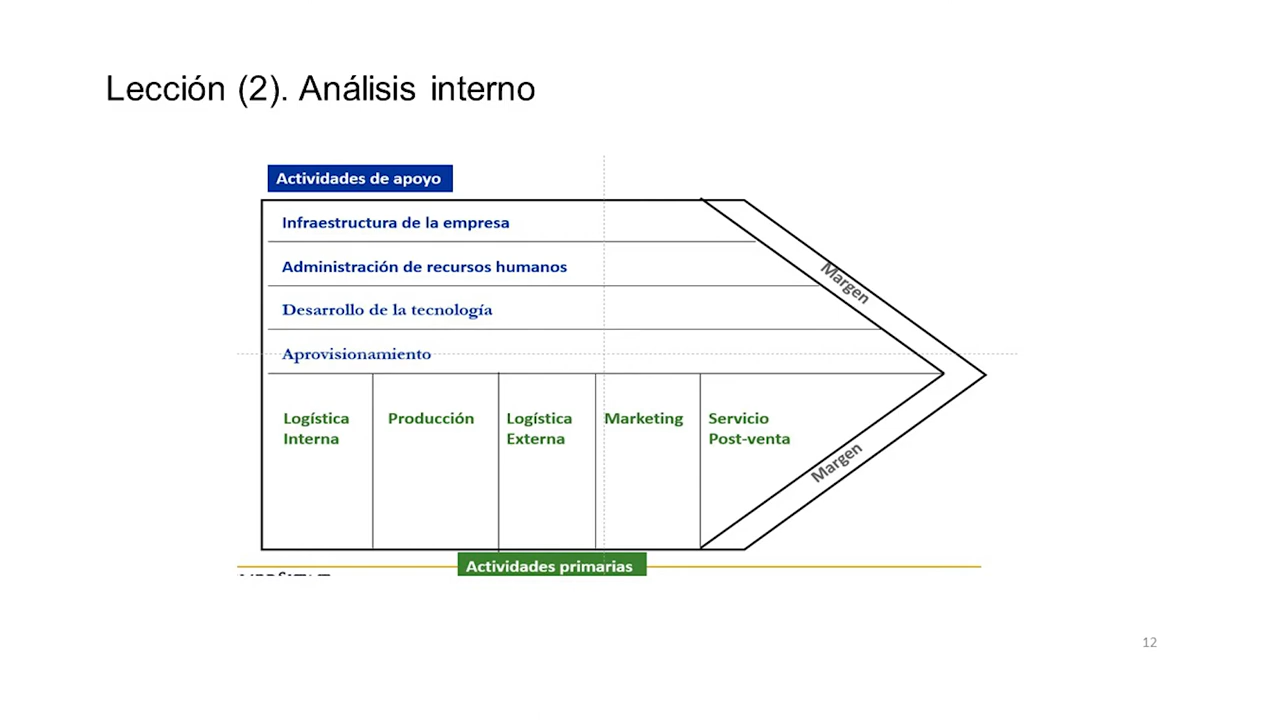 Lección (2). Análisis interno
Actividades de apoyo
Infraestructura de la empresa
Administración de recursos humanos
Desarrollo de la tecnología
Aprovisionamiento
Margen
Logística
Interna
Producción
Logística
Externa
Marketing
Servicio
Post-venta
Margen
Actividades primarias
12